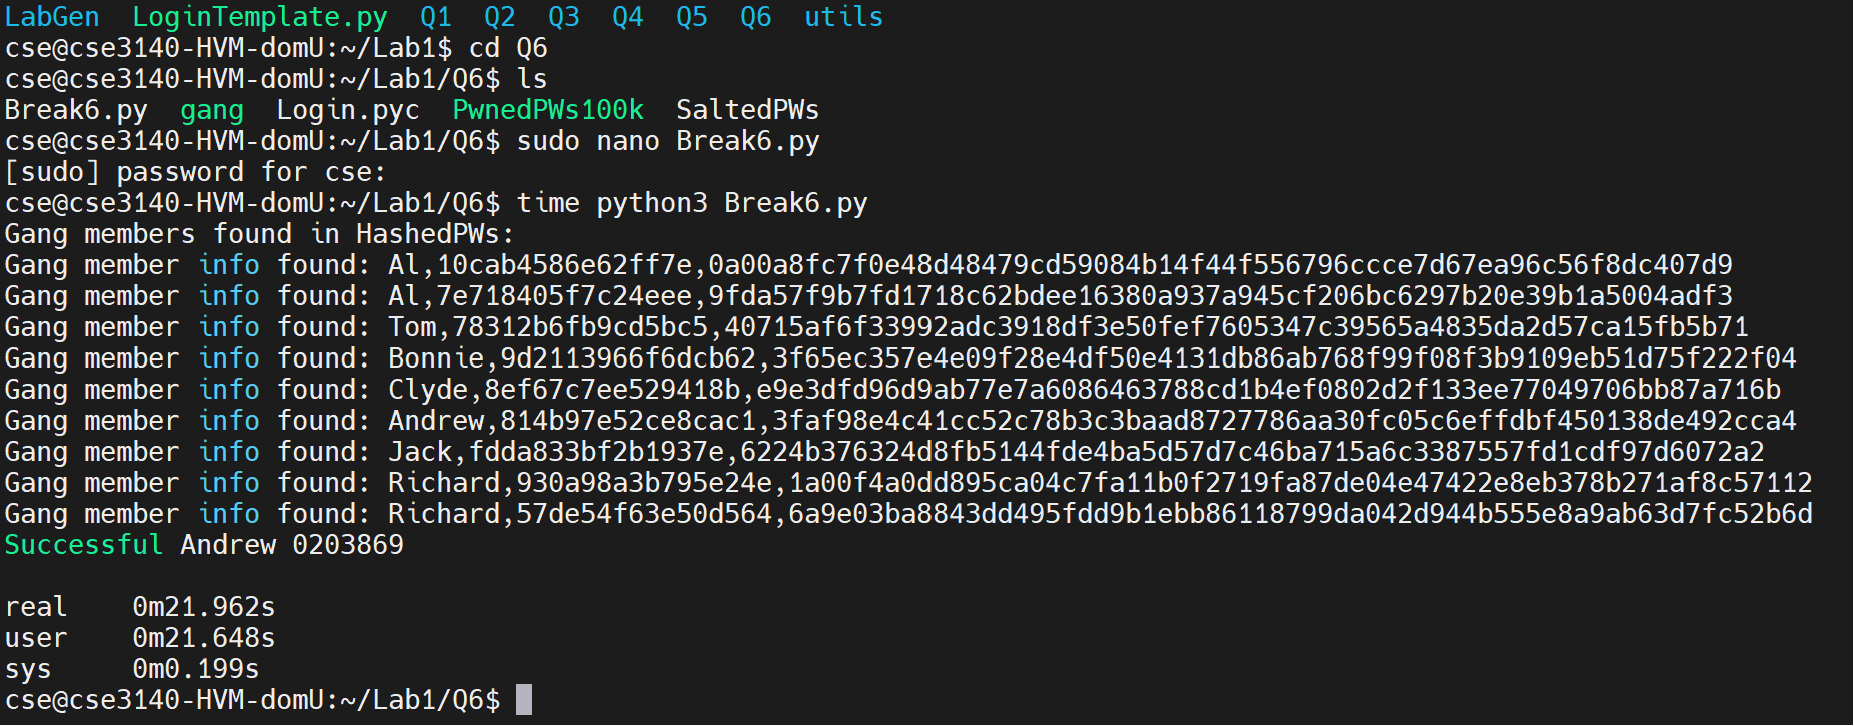 LabGen  LoginTemplate.py  Q1  Q2  Q3  Q4  Q5  Q6  utils
cse@cse3140-HVM-domU:~/Lab1$ cd Q6
cse@cse3140-HVM-domU:~/Lab1/Q6$ ls
Break6.py  gang  Login.pyc  PwnedPWs100k  SaltedPWs
cse@cse3140-HVM-domU:~/Lab1/Q6$ sudo nano Break6.py
[sudo] password for cse:
cse@cse3140-HVM-domU:~/Lab1/Q6$ time python3 Break6.py
Gang members found in HashedPWs:
Gang member info found: Al,10cab4586e62ff7e,0a00a8fc7f0e48d48479cd59084b14f44f556796ccce7d67ea96c56f8dc407d9
Gang member info found: Al,7e718405f7c24eee,9fda57f9b7fd1718c62bdee16380a937a945cf206bc6297b20e39b1a5004adf3
Gang member info found: Tom,78312b6fb9cd5bc5,40715af6f33992adc3918df3e50fef7605347c39565a4835da2d57ca15fb5b71
Gang member info found: Bonnie,9d2113966f6dcb62,3f65ec357e4e09f28e4df50e4131db86ab768f99f08f3b9109eb51d75f222f04
Gang member info found: Clyde,8ef67c7ee529418b,e9e3dfd96d9ab77e7a6086463788cd1b4ef0802d2f133ee77049706bb87a716b
Gang member info found: Andrew,814b97e52ce8cac1,3faf98e4c41cc52c78b3c3baad8727786aa30fc05c6effdbf450138de492cca4
Gang member info found: Jack,fdda833bf2b1937e,6224b376324d8fb5144fde4ba5d57d7c46ba715a6c3387557fd1cdf97d6072a2
Gang member info found: Richard,930a98a3b795e24e,1a00f4a0dd895ca04c7fa11b0f2719fa87de04e47422e8eb378b271af8c57112
Gang member info found: Richard,57de54f63e50d564,6a9e03ba8843dd495fdd9b1ebb86118799da042d944b555e8a9ab63d7fc52b6d
Successful Andrew 0203869
real    0m21.962s
user    0m21.648s
sys     0m0.199s
cse@cse3140-HVM-domU:~/Lab1/Q6$